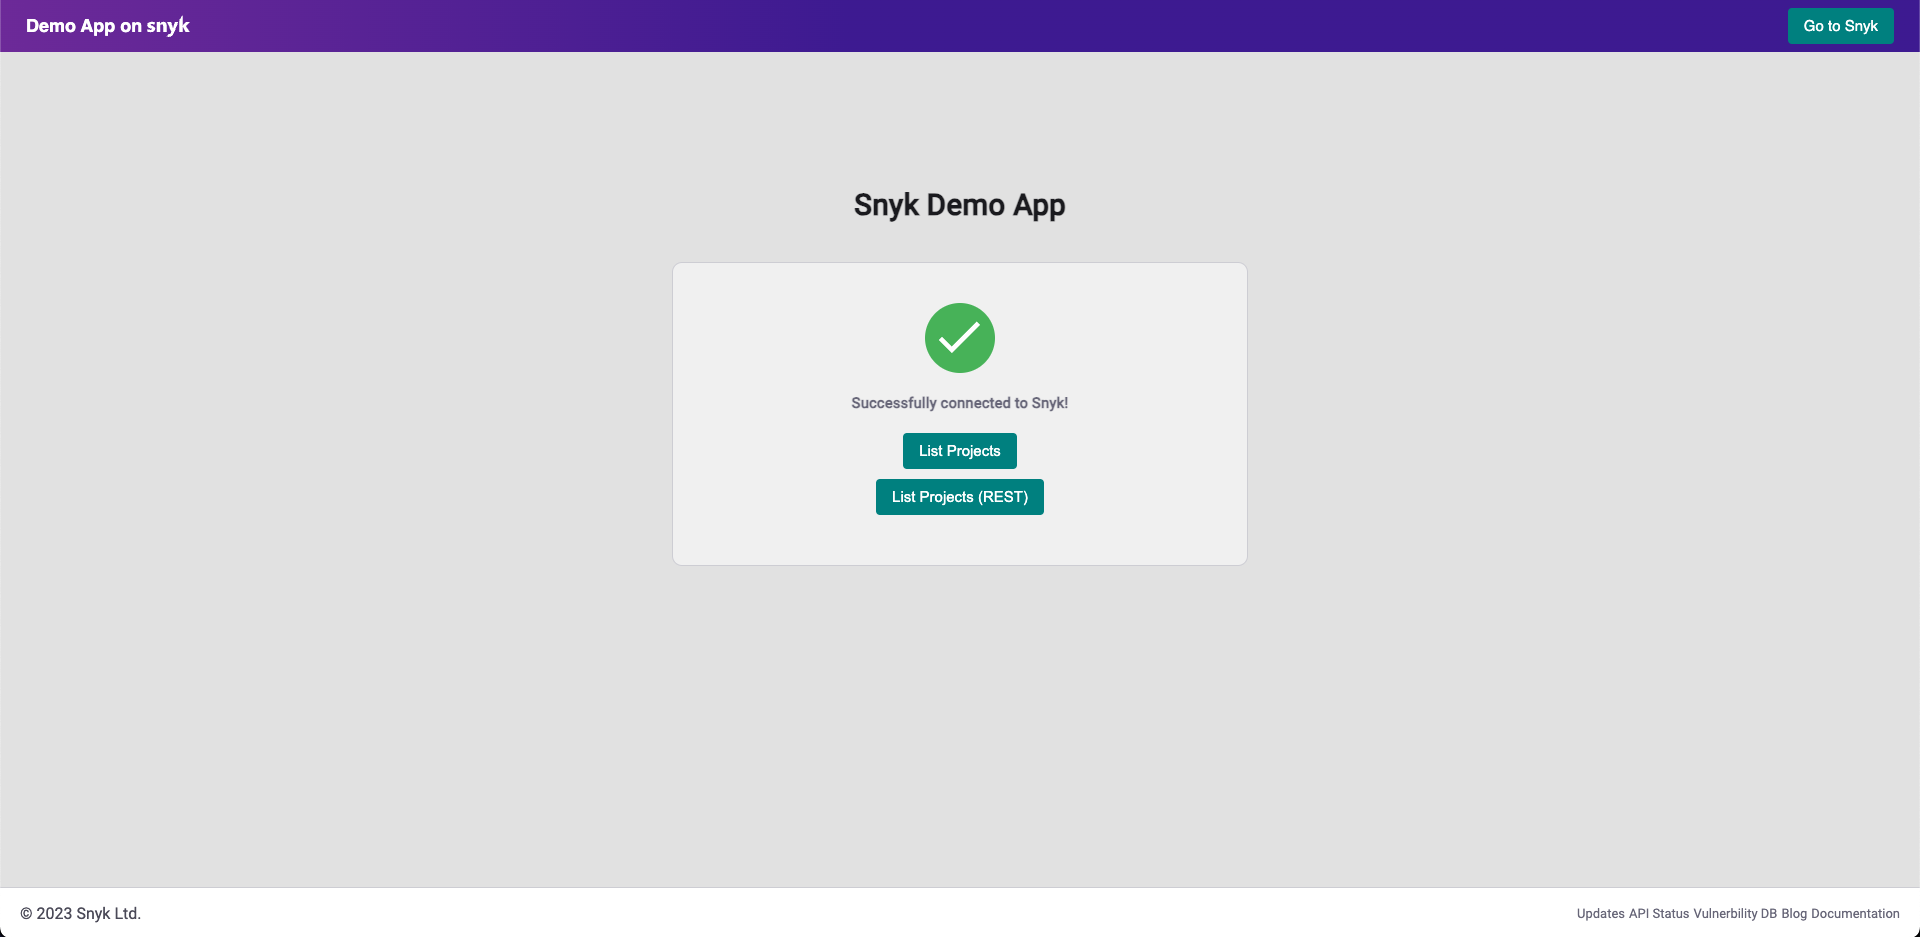 Demo App on snyk
Go to Snyk
Snyk Demo App
Successfully connected to Snyk!
List Projects
List Projects (REST)
© 2023 Snyk Ltd.
Updates API Status Vulnerbility DB Blog Documentation